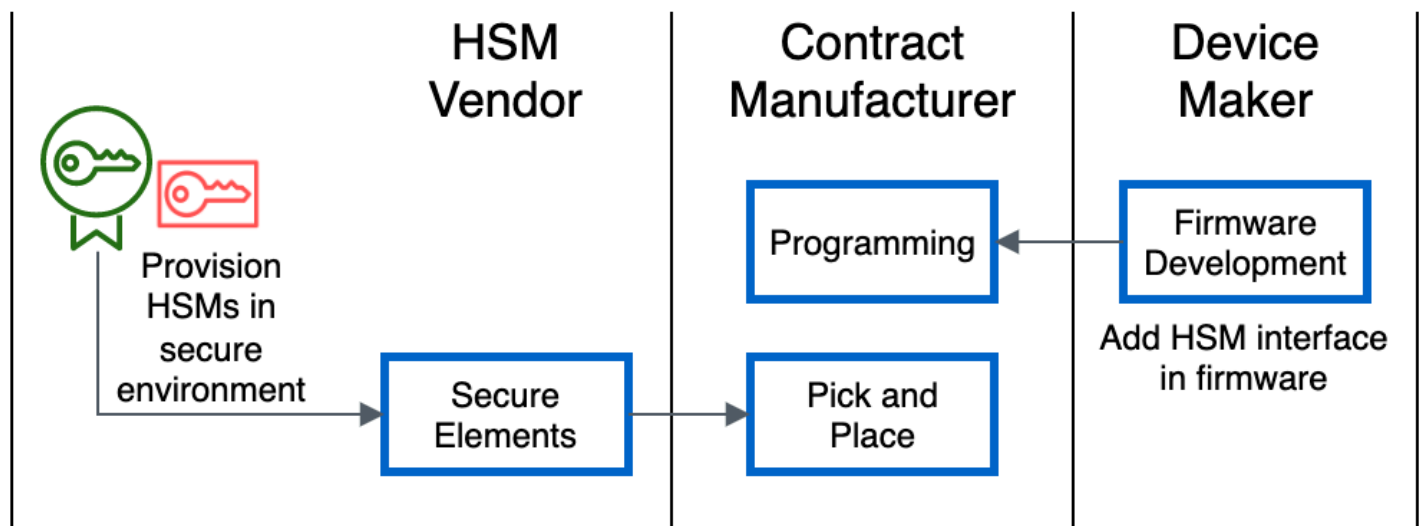 HSM
Vendor
Contract
Manufacturer
Device
Maker
Provision
HSMs in
secure
environment
Secure
Elements
Programming
Pick and
Place
Firmware
Development
Add HSM interface
in firmware